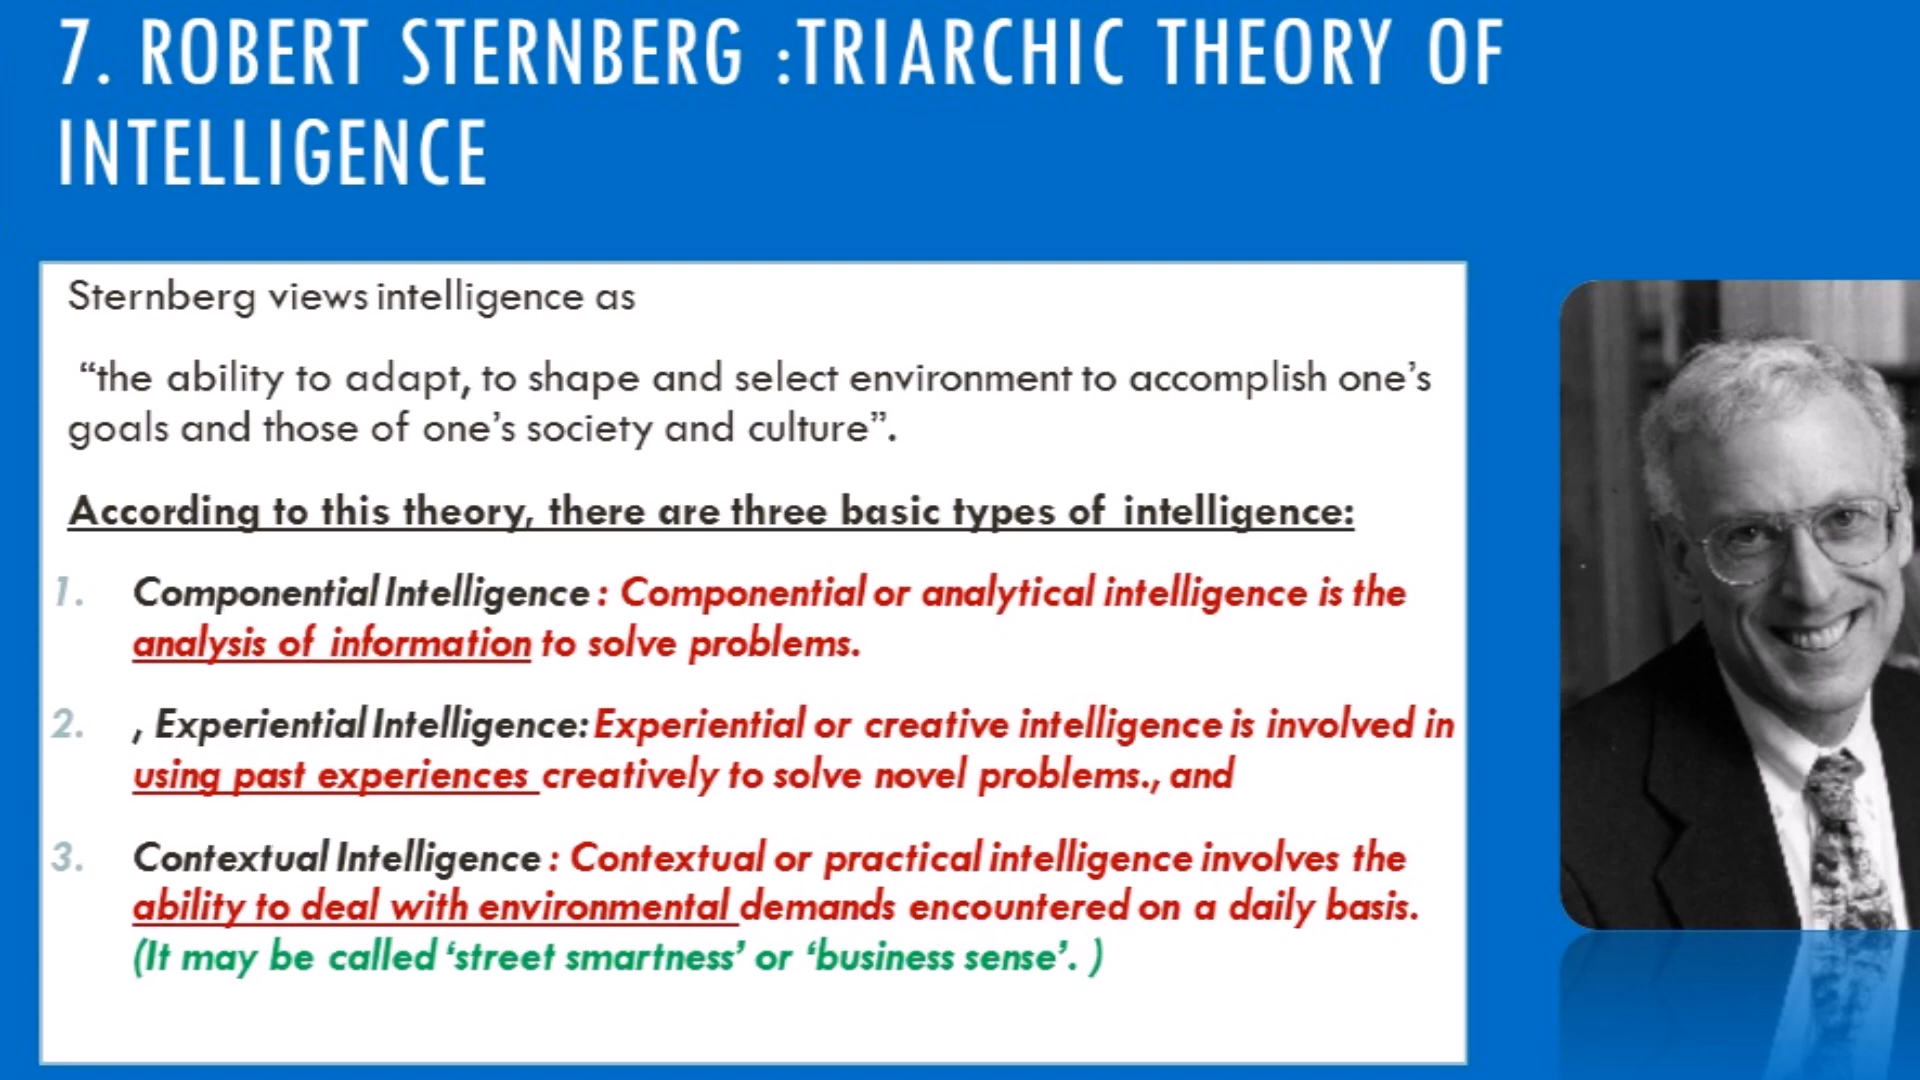 7. ROBERT STERNBERG :TRIARCHIC THEORY OF
INTELLIGENCE
Sternberg views intelligence as
“the ability to adapt, to shape and select environment to accomplish one’s
goals and those of one’s society and culture”.
According to this theory, there are three basic types of intelligence:
1. Componential Intelligence : Componential or analytical intelligence is the
analysis of information to solve problems.
2. , Experiential Intelligence: Experiential or creative intelligence is involved in
using past experiences creatively to solve novel problems., and
3. Contextual Intelligence : Contextual or practical intelligence involves the
ability to deal with environmental demands encountered on a daily basis.
(It may be called ‘street smartness’ or ‘business sense’. )